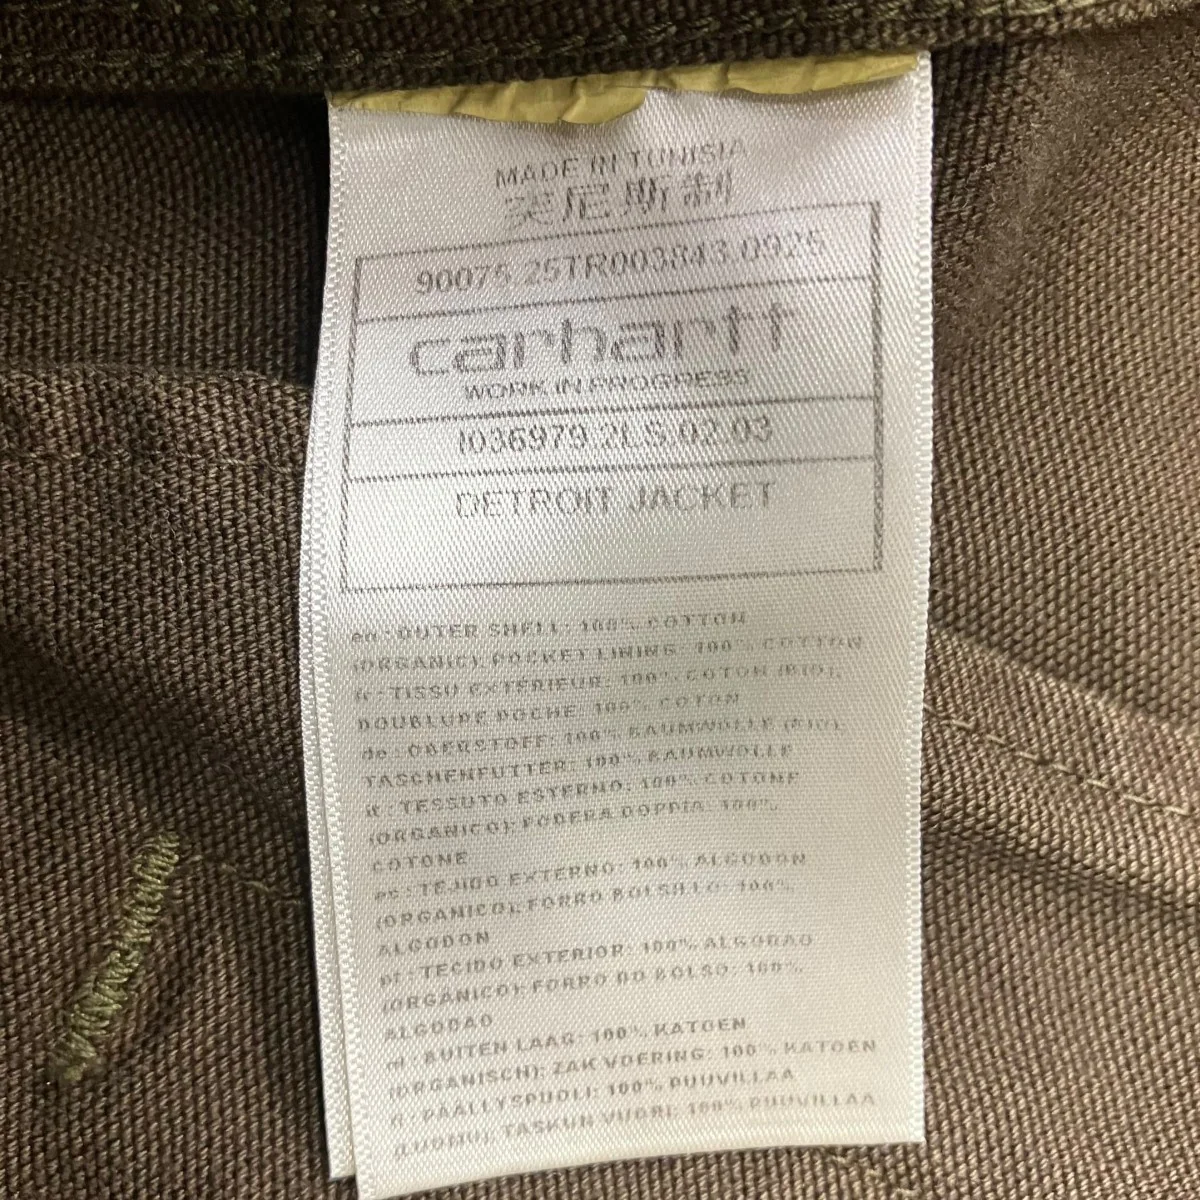 MADE IN TUNISIA
突尼斯制
90075.25TR003843.0925
carhartt
WORK IN PROGRESS
I036979.2LS.02.03
DETROIT JACKET
en : OUTER SHELL: 100% COTTON
(ORGANIC); POCKET LINING: 100% COTTON
fr : TISSU EXTERIEUR: 100% COTON (BIO);
DOUBLURE POCHE: 100% COTON
de : OBERSTOFF: 100% BAUMWOLLE (BIO);
TASCHENFUTTER: 100% BAUMWOLLE
it : TESSUTO ESTERNO: 100% COTONE
(ORGANICO); FODERA DOPPIA: 100%
COTONE
es : TEJIDO EXTERNO: 100% ALGODON
(ORGANICO); FORRO BOLSILLO: 100%
ALGODON
pt : TECIDO EXTERIOR: 100% ALGODAO
(ORGÂNICO); FORRO DO BOLSO: 100%
ALGODAO
nl : BUITEN LAAG: 100% KATOEN
(ORGANISCH); ZAK VOERING: 100% KATOEN
fi : PÄÄLLYSPUOLI: 100% PUUVILLAA
(LUOMU); TASKUN VUORI: 100% PUUVILLAA